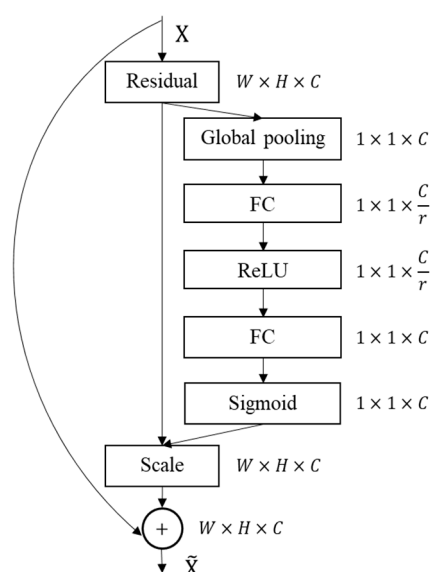 X
Residual W × H × C
Global pooling 1 × 1 × C
FC 1 × 1 × C/r
ReLU 1 × 1 × C/r
FC 1 × 1 × C
Sigmoid 1 × 1 × C
Scale W × H × C
+ W × H × C
X̃